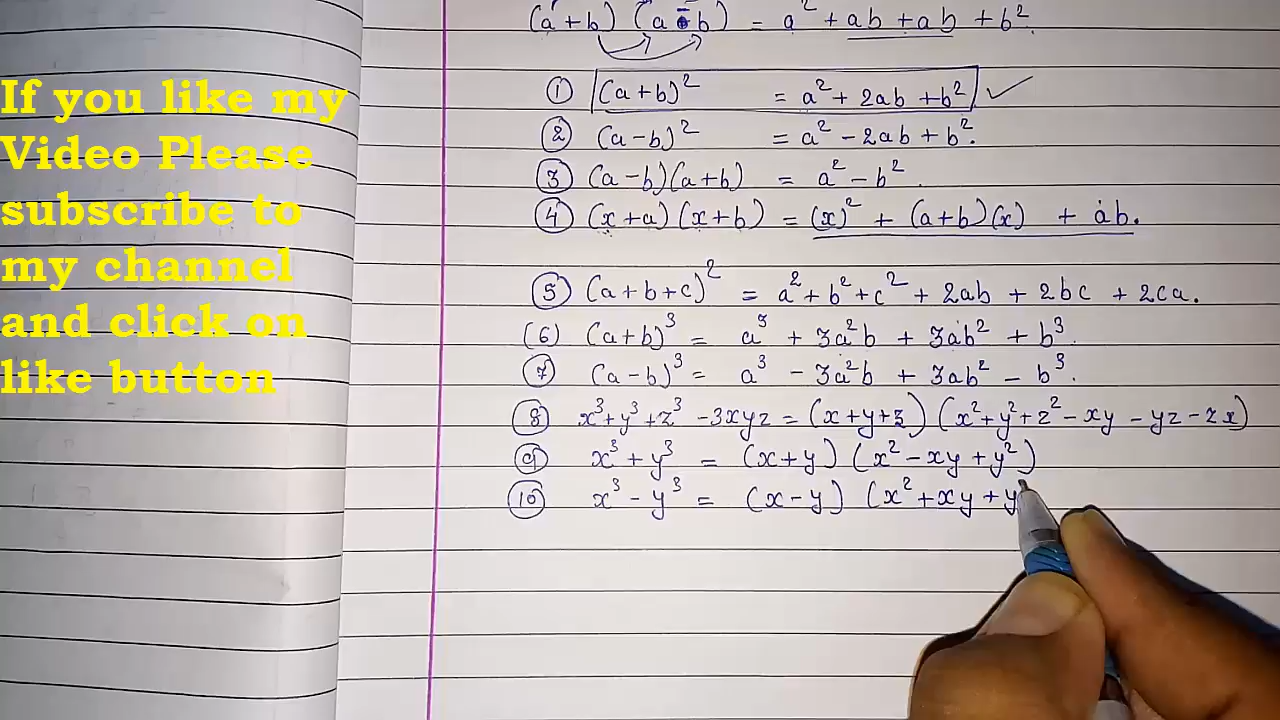 If you like my
Video Please
subscribe to
my channel
and click on
like button
(a+b) (a b) = a² + ab + ab + b²
① (a+b)² = a² + 2ab + b² ✓
② (a-b)² = a² - 2ab + b².
③ (a-b)(a+b) = a² - b².
④ (x+a)(x+b) = (x)² + (a+b)(x) + ab.
⑤ (a+b+c)² = a² + b² + c² + 2ab + 2bc + 2ca.
(6) (a+b)³ = a³ + 3a²b + 3ab² + b³.
⑦ (a-b)³ = a³ - 3a²b + 3ab² - b³.
⑧ x³+y³+z³ -3xyz = (x+y+z) (x²+y²+z²-xy-yz-zx)
⑨ x³ + y³ = (x+y) (x²-xy+y²)
⑩ x³ - y³ = (x-y) (x²+xy+y